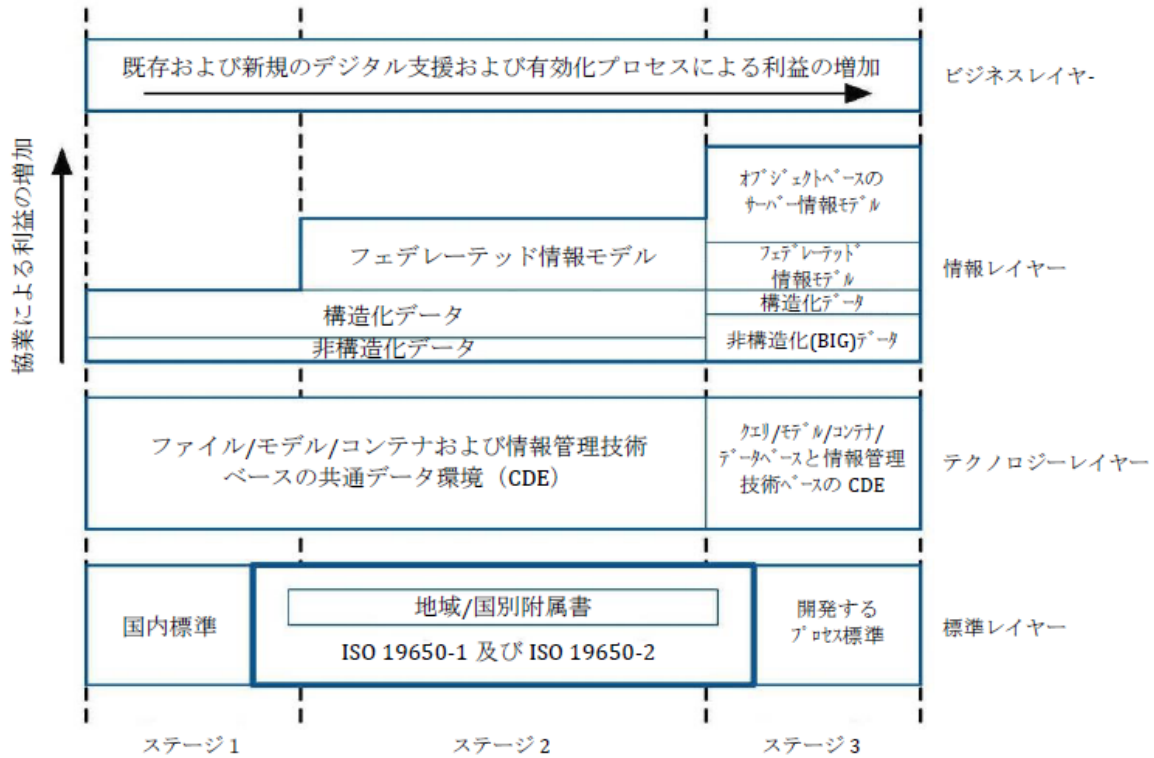 既存および新規のデジタル支援および有効化プロセスによる利益の増加
ビジネスレイヤ-
協業による利益の増加
ｵﾌﾞｼﾞｪｸﾄﾍﾞｰｽの
ｻｰﾊﾞｰ情報ﾓﾃﾞﾙ
フェデレーテッド情報モデル
ﾌｪﾃﾞﾚｰﾃｯﾄﾞ
情報ﾓﾃﾞﾙ
情報レイヤー
構造化データ
構造化ﾃﾞｰﾀ
非構造化データ
非構造化(BIG)ﾃﾞｰﾀ
ファイル/モデル/コンテナおよび情報管理技術
ベースの共通データ環境（CDE）
ｸｴﾘ/ﾓﾃﾞﾙ/ｺﾝﾃﾅ/
ﾃﾞｰﾀﾍﾞｰｽと情報管理
技術ﾍﾞｰｽの CDE
テクノロジーレイヤー
国内標準
地域/国別附属書
ISO 19650-1 及び ISO 19650-2
開発する
ﾌﾟﾛｾｽ標準
標準レイヤー
ステージ 1
ステージ 2
ステージ 3